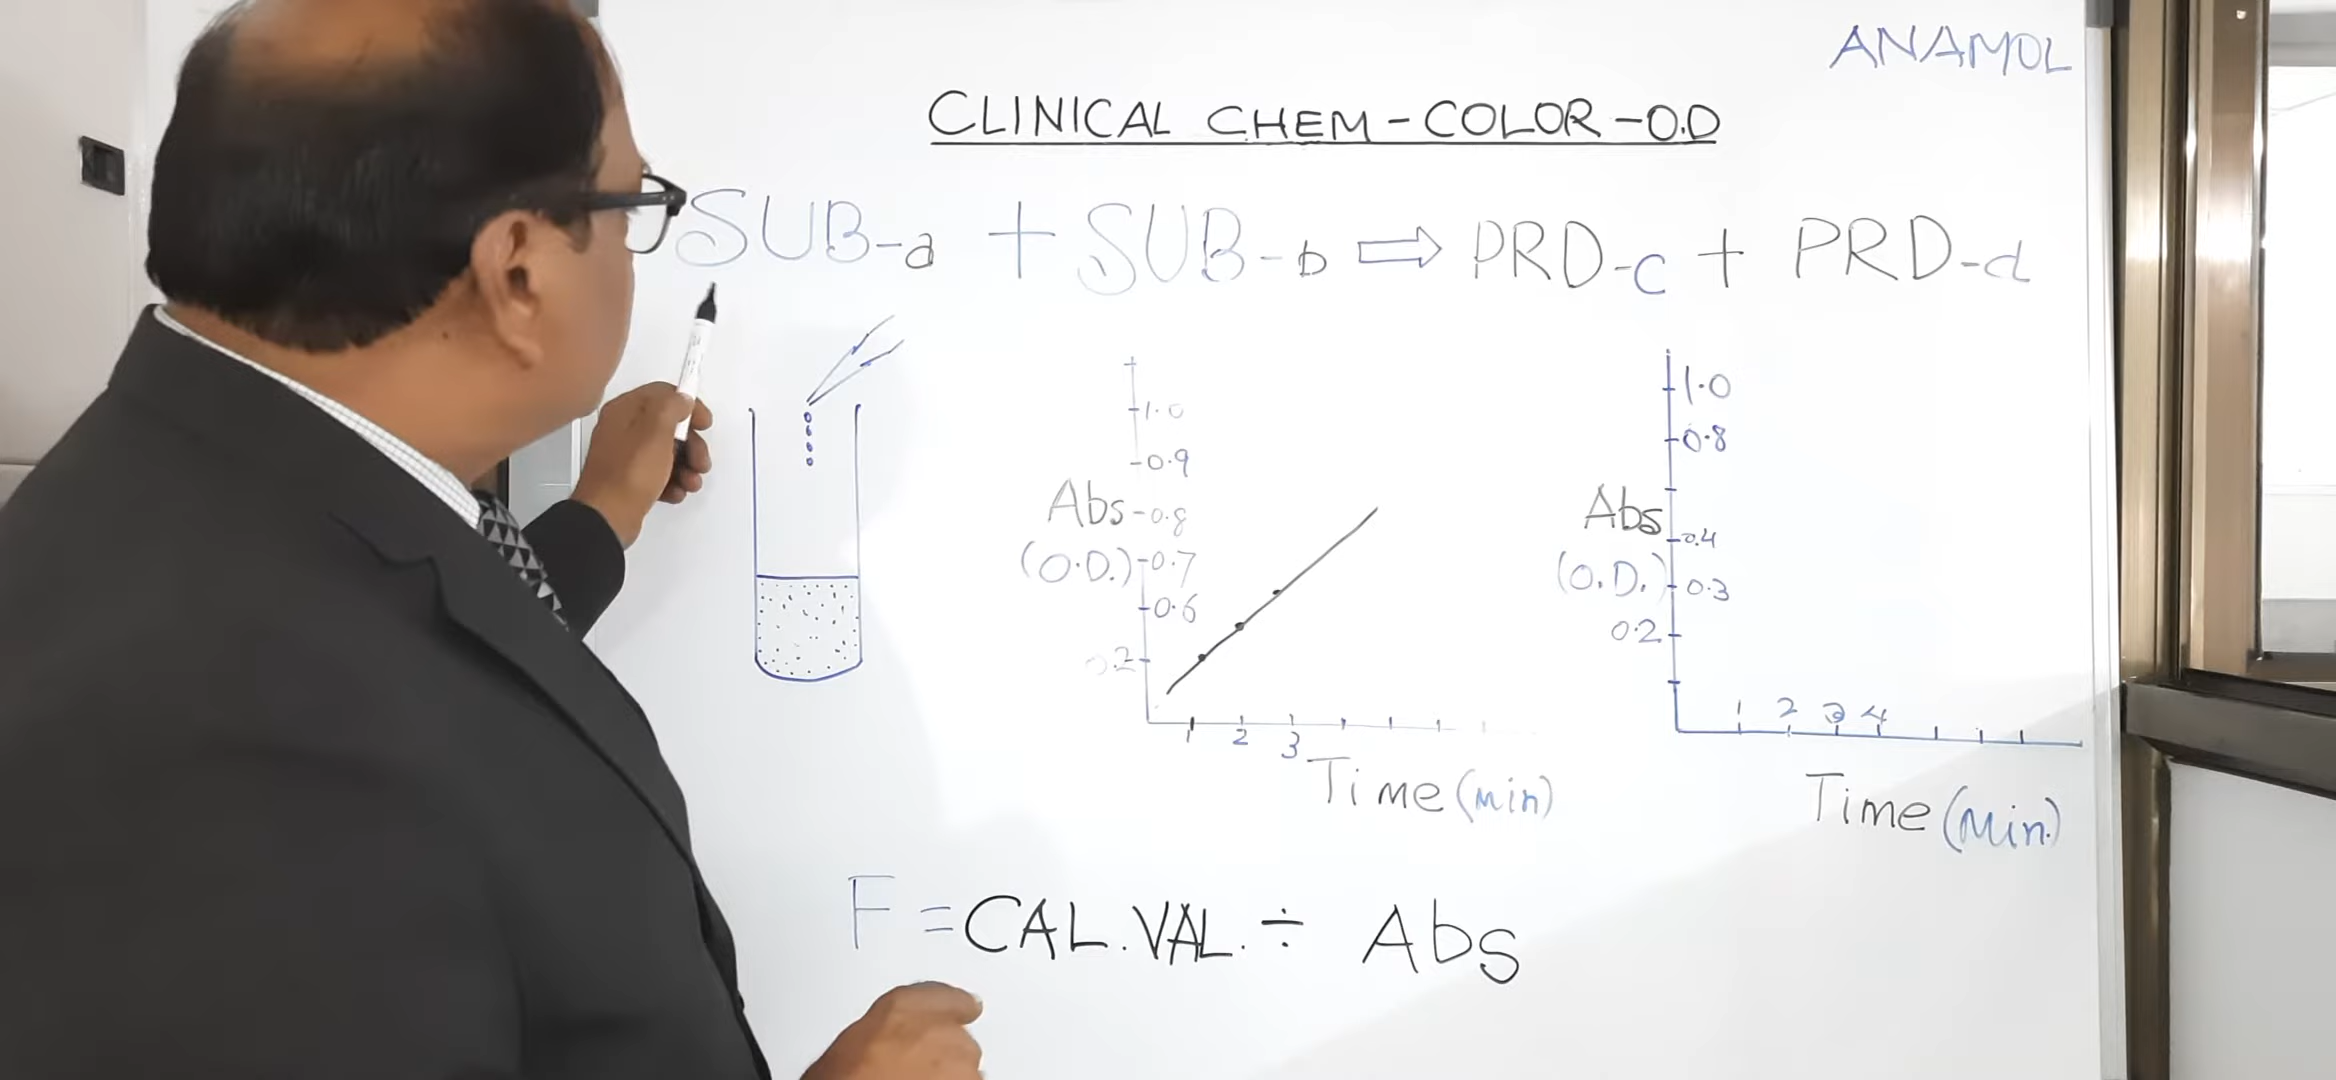 ANAMOL
CLINICAL CHEM-COLOR-O.D
SUB-a + SUB-b ⇨ PRD-c + PRD-d
1.0
0.9
Abs
0.8
(O.D.)
0.7
0.6
0.2
1 2 3
Time (min)
1.0
0.8
Abs
0.4
(O.D.)
0.3
0.2
1 2 3 4
Time (Min.)
F = CAL.VAL. ÷ Abs